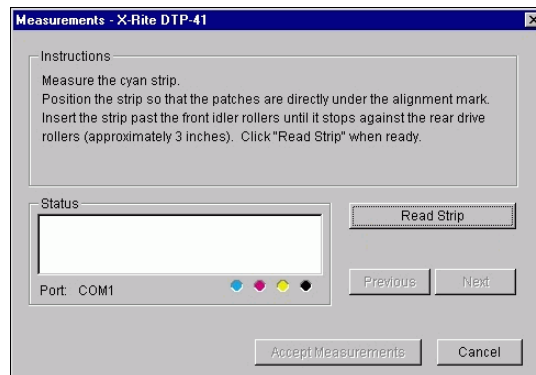 Measurements - X-Rite DTP-41
Instructions
Measure the cyan strip.
Position the strip so that the patches are directly under the alignment mark.
Insert the strip past the front idler rollers until it stops against the rear drive
rollers (approximately 3 inches). Click "Read Strip" when ready.
Status
Read Strip
Port: COM1
Previous
Next
Accept Measurements
Cancel